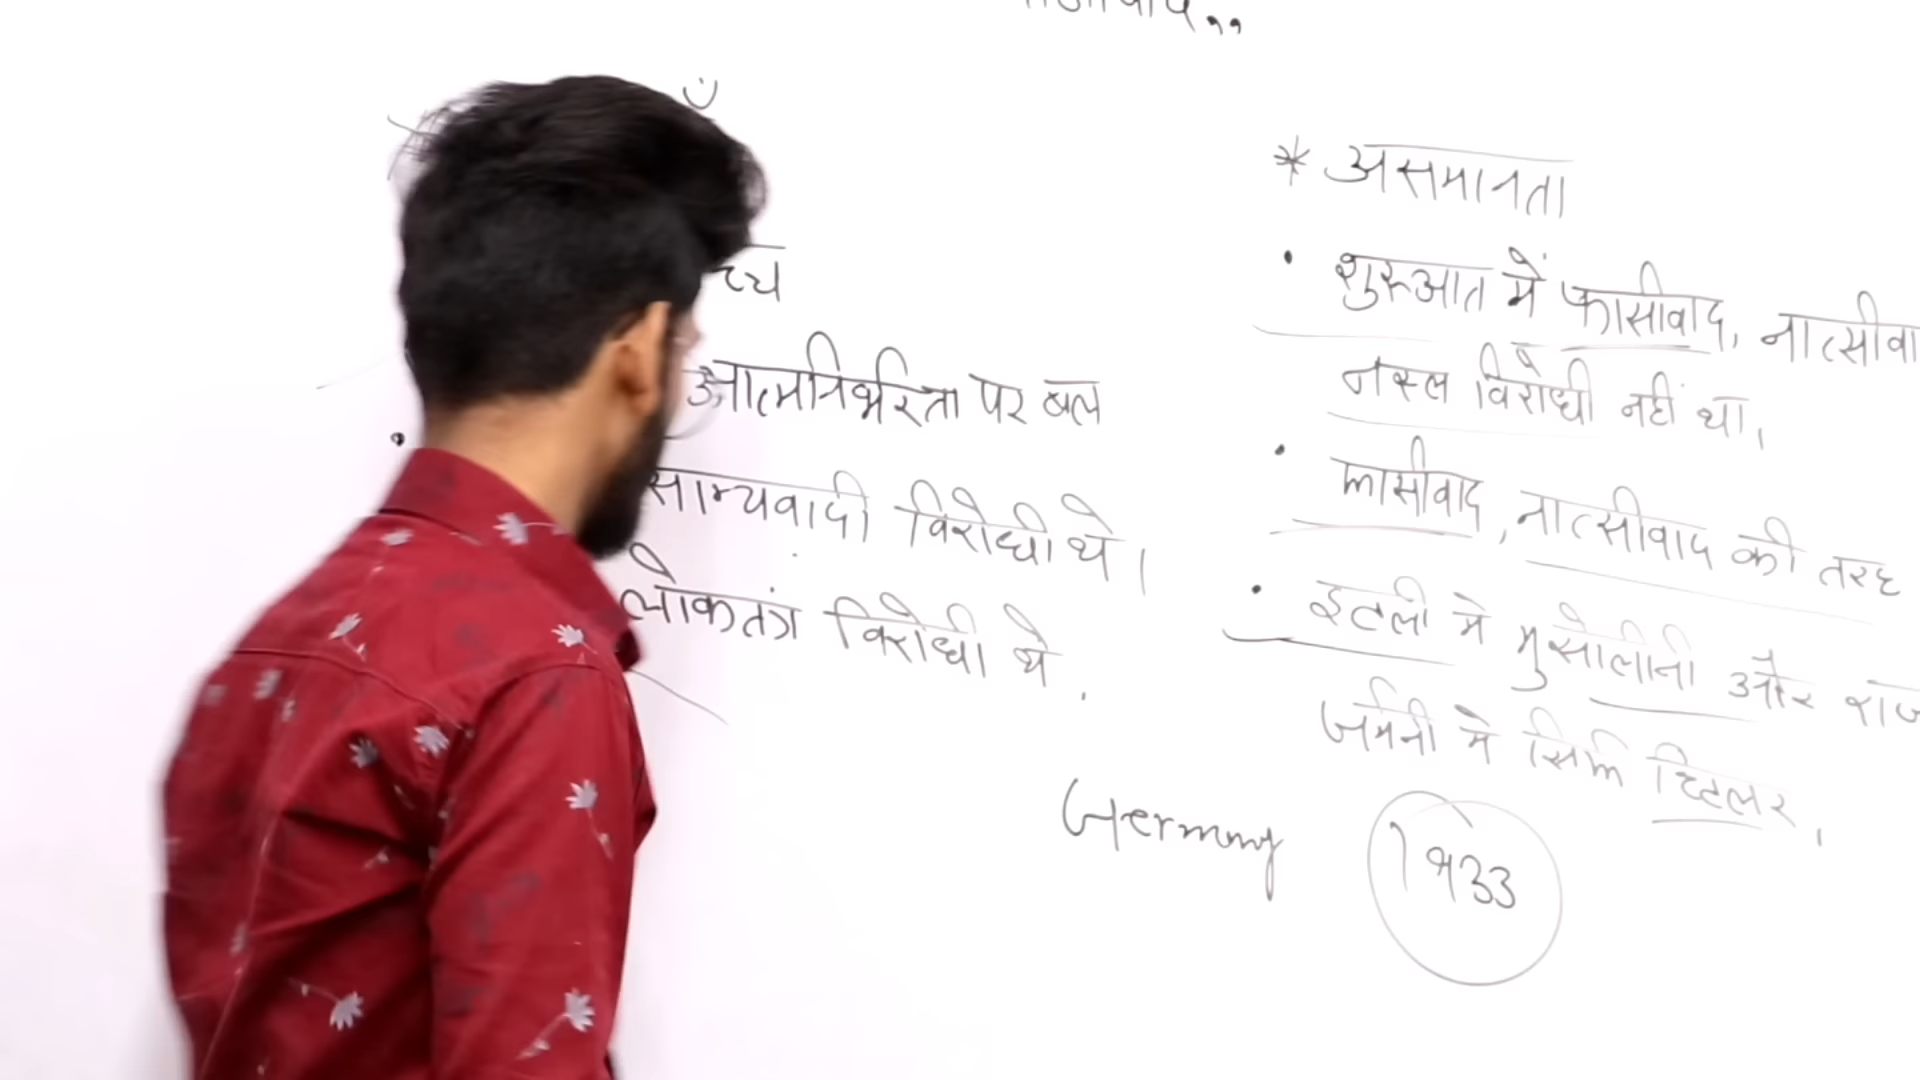 च्च
आत्मनिर्भरता पर बल
साम्यवादी विरोधी थे।
लोकतंत्र विरोधी थे.
* असमानता
• शुरुआत में फासीवाद, नात्सीवा
नस्ल विरोधी नहीं था,
• फासीवाद, नात्सीवाद की तरह
• इटली मे मुसोलीनी और राज
जर्मनी मे सिर्फ हिटलर,
Germany 1933